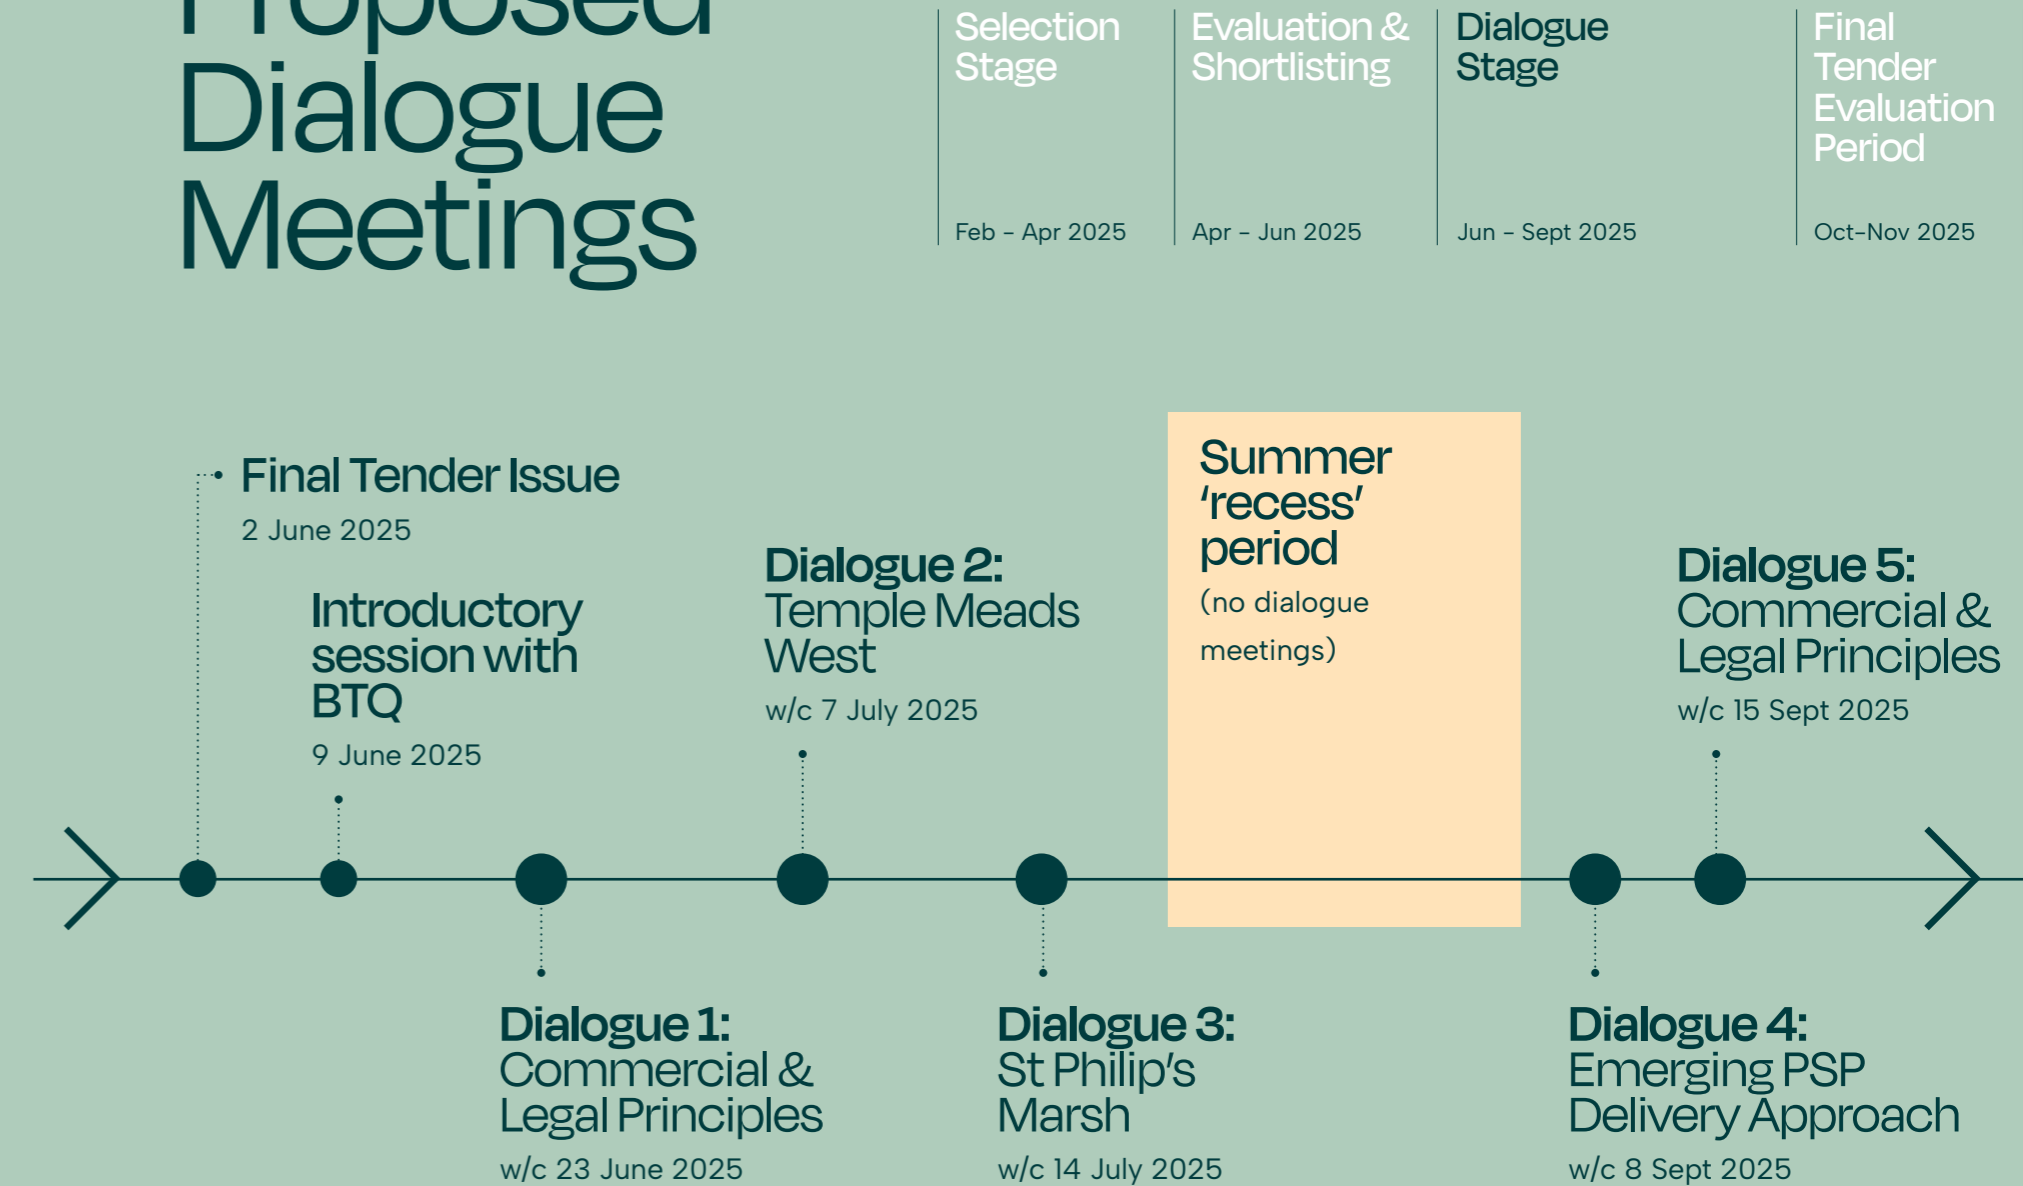 Proposed
Dialogue
Meetings
Selection
Stage
Feb - Apr 2025
Evaluation &
Shortlisting
Apr - Jun 2025
Dialogue
Stage
Jun - Sept 2025
Final
Tender
Evaluation
Period
Oct-Nov 2025
Final Tender Issue
2 June 2025
Introductory
session with
BTQ
9 June 2025
Dialogue 1:
Commercial &
Legal Principles
w/c 23 June 2025
Dialogue 2:
Temple Meads
West
w/c 7 July 2025
Dialogue 3:
St Philip’s
Marsh
w/c 14 July 2025
Summer
‘recess’
period
(no dialogue
meetings)
Dialogue 4:
Emerging PSP
Delivery Approach
w/c 8 Sept 2025
Dialogue 5:
Commercial &
Legal Principles
w/c 15 Sept 2025